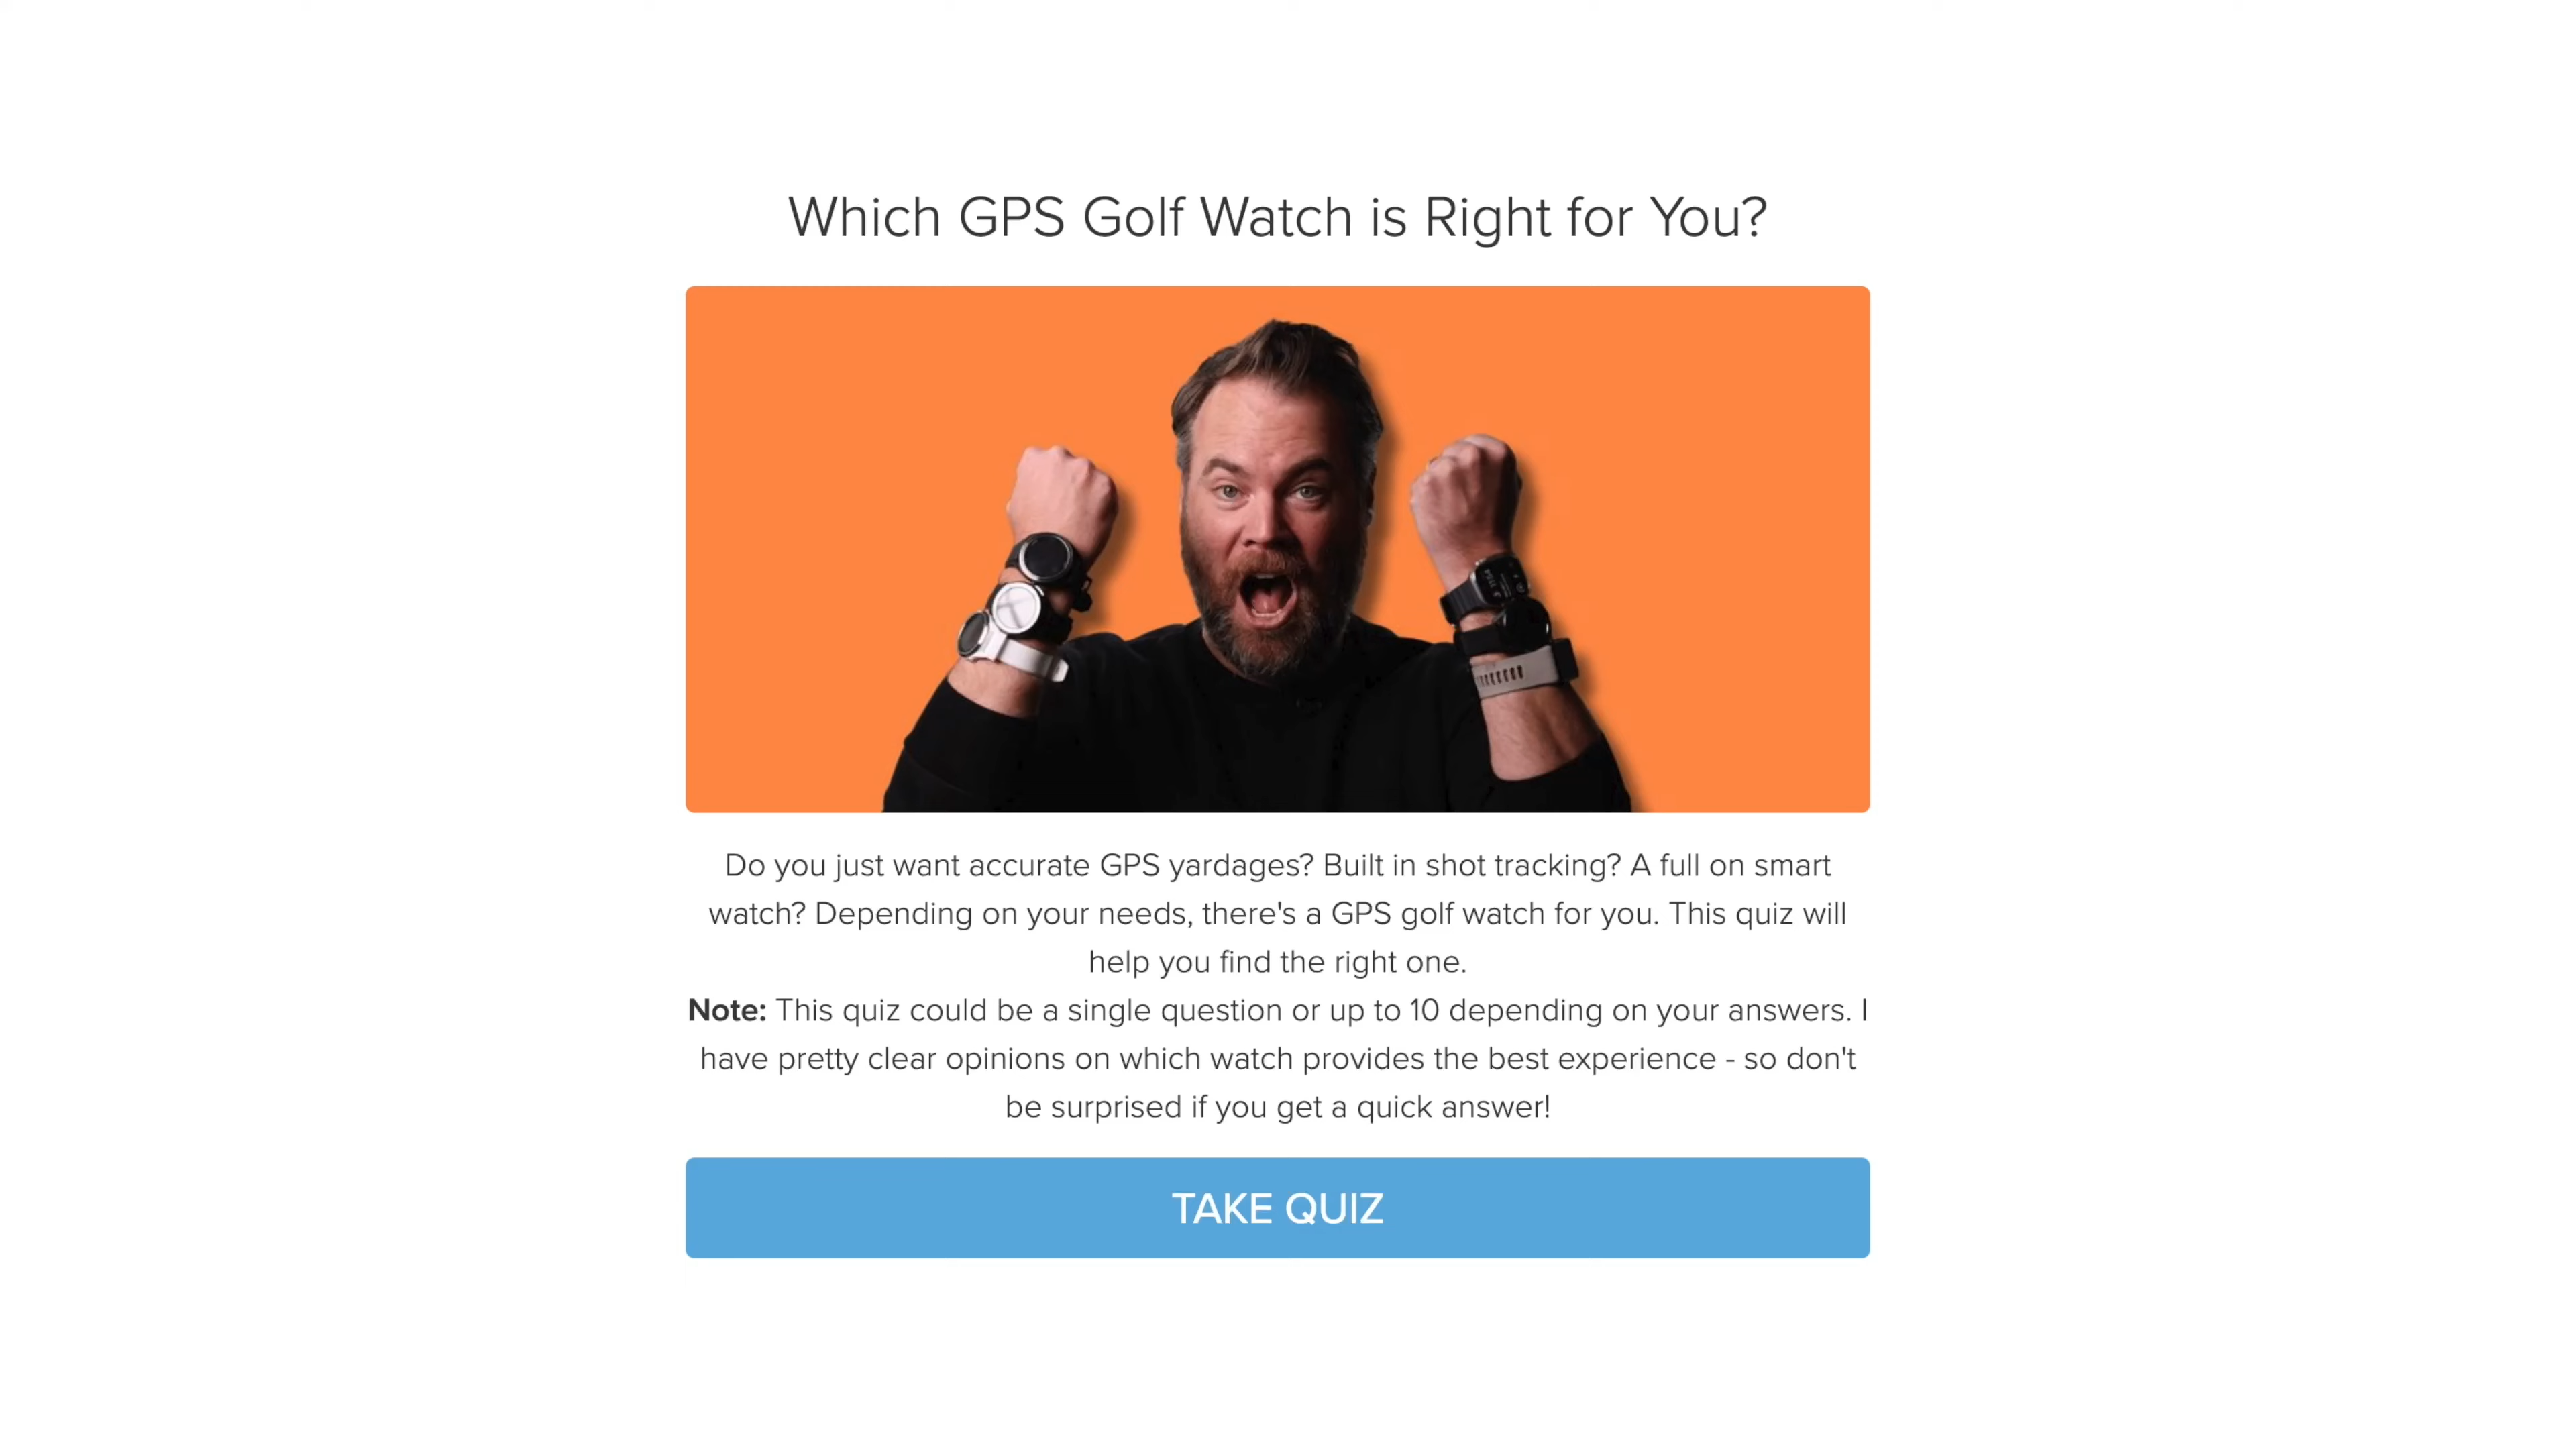 Which GPS Golf Watch is Right for You?
Do you just want accurate GPS yardages? Built in shot tracking? A full on smart
watch? Depending on your needs, there's a GPS golf watch for you. This quiz will
help you find the right one.
Note: This quiz could be a single question or up to 10 depending on your answers. I
have pretty clear opinions on which watch provides the best experience - so don't
be surprised if you get a quick answer!
TAKE QUIZ